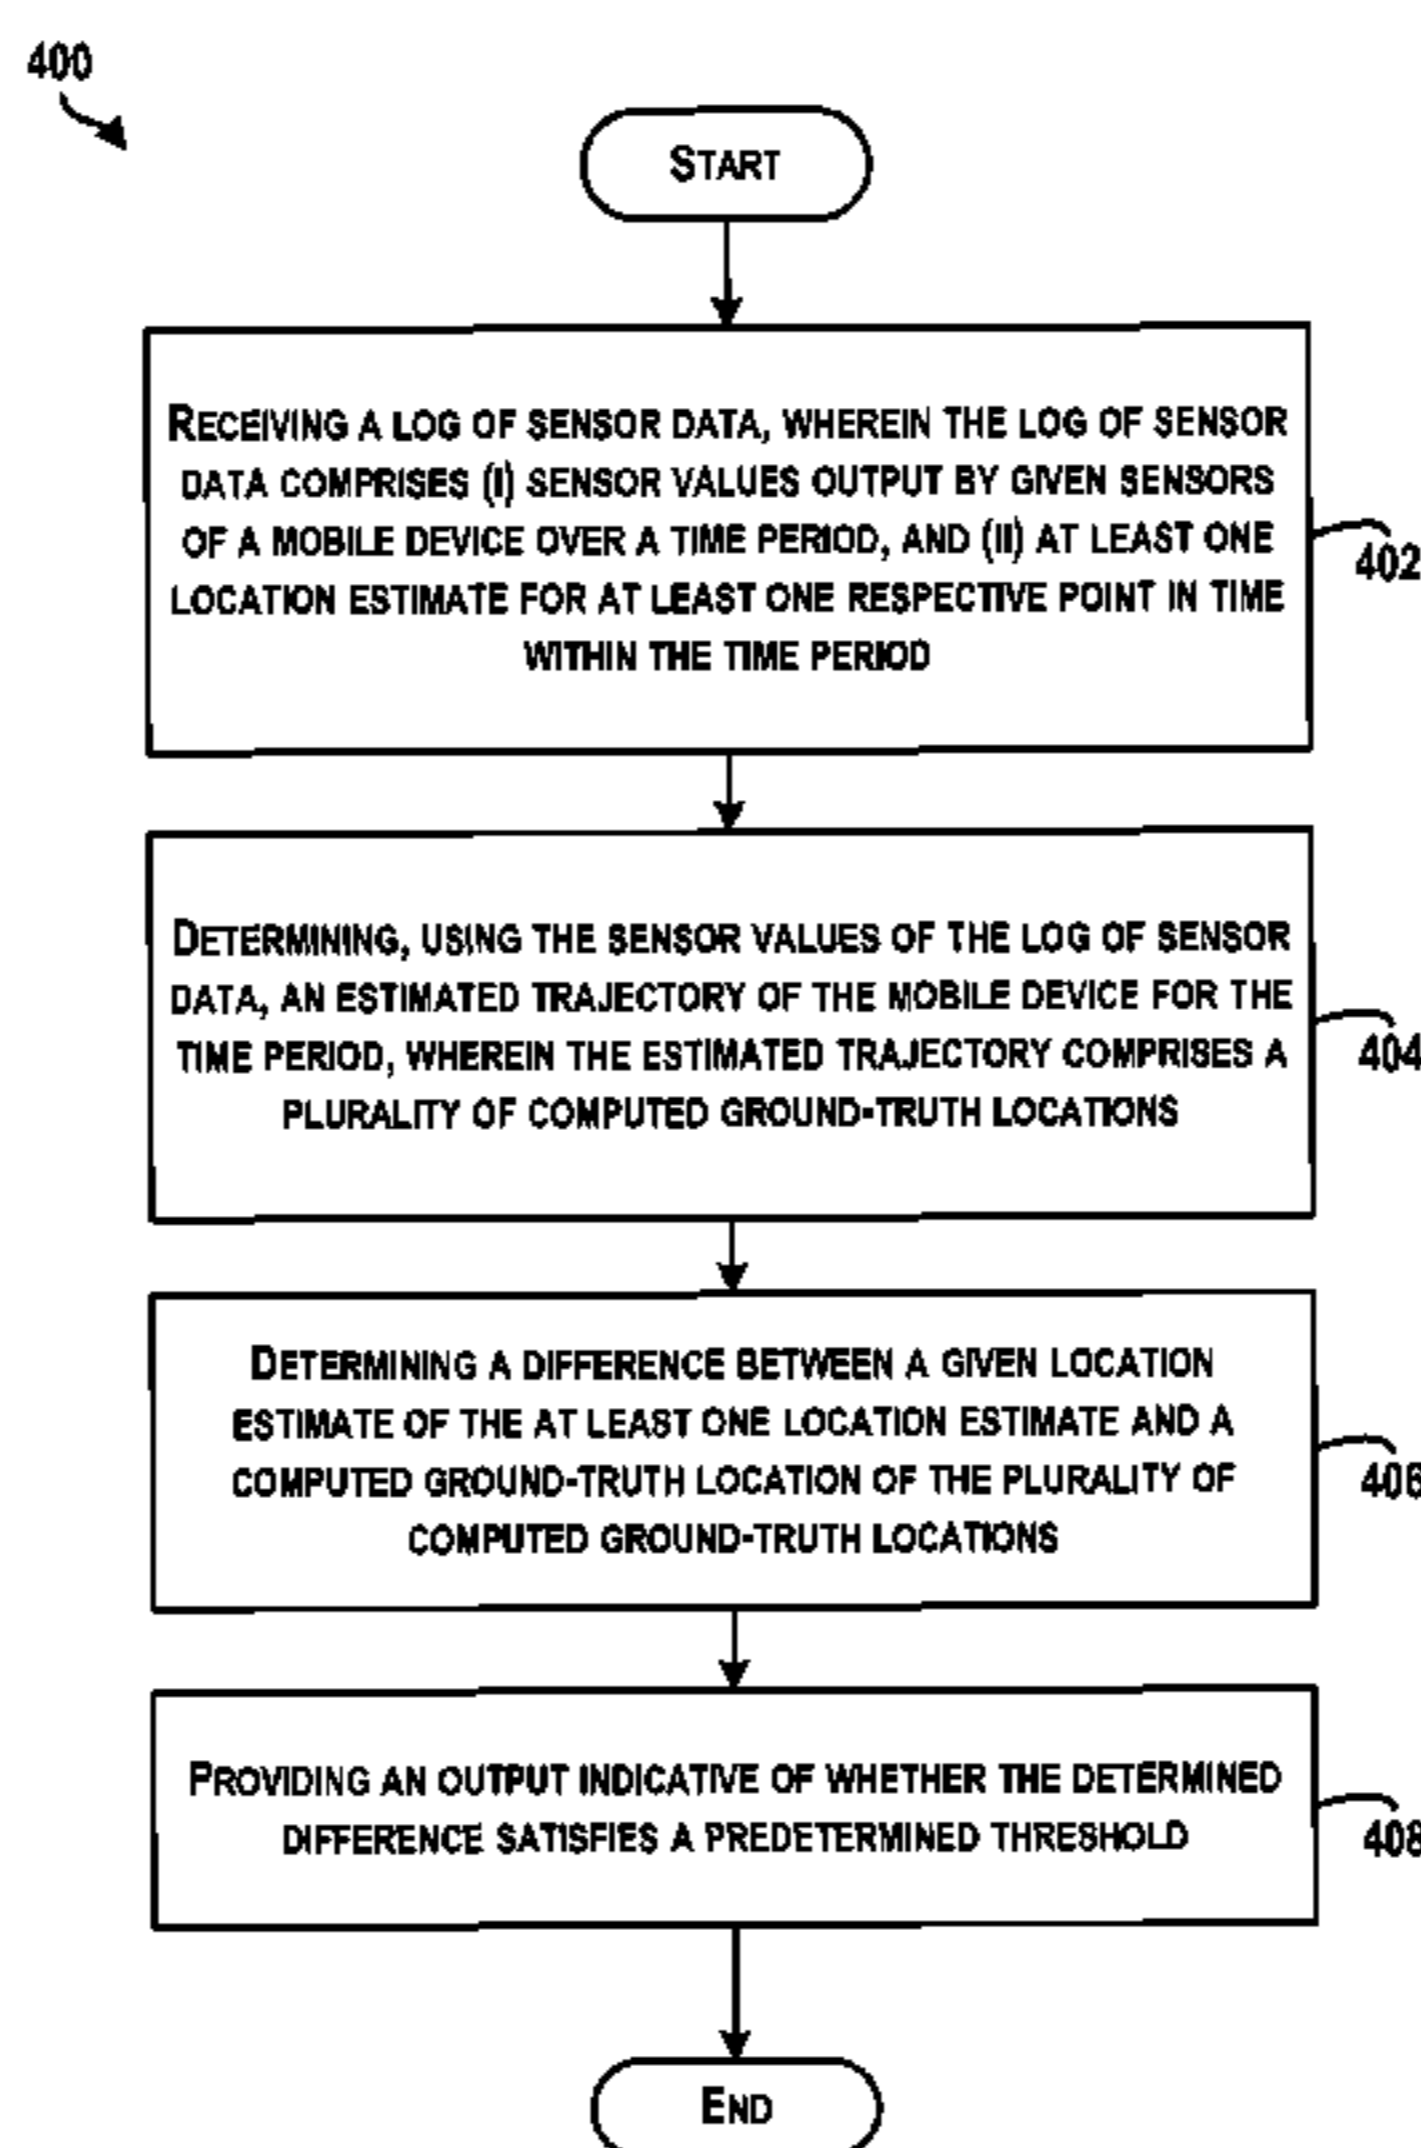 400
START
RECEIVING A LOG OF SENSOR DATA, WHEREIN THE LOG OF SENSOR
DATA COMPRISES (I) SENSOR VALUES OUTPUT BY GIVEN SENSORS
OF A MOBILE DEVICE OVER A TIME PERIOD, AND (II) AT LEAST ONE
LOCATION ESTIMATE FOR AT LEAST ONE RESPECTIVE POINT IN TIME
WITHIN THE TIME PERIOD
402
DETERMINING, USING THE SENSOR VALUES OF THE LOG OF SENSOR
DATA, AN ESTIMATED TRAJECTORY OF THE MOBILE DEVICE FOR THE
TIME PERIOD, WHEREIN THE ESTIMATED TRAJECTORY COMPRISES A
PLURALITY OF COMPUTED GROUND-TRUTH LOCATIONS
404
DETERMINING A DIFFERENCE BETWEEN A GIVEN LOCATION
ESTIMATE OF THE AT LEAST ONE LOCATION ESTIMATE AND A
COMPUTED GROUND-TRUTH LOCATION OF THE PLURALITY OF
COMPUTED GROUND-TRUTH LOCATIONS
406
PROVIDING AN OUTPUT INDICATIVE OF WHETHER THE DETERMINED
DIFFERENCE SATISFIES A PREDETERMINED THRESHOLD
408
END